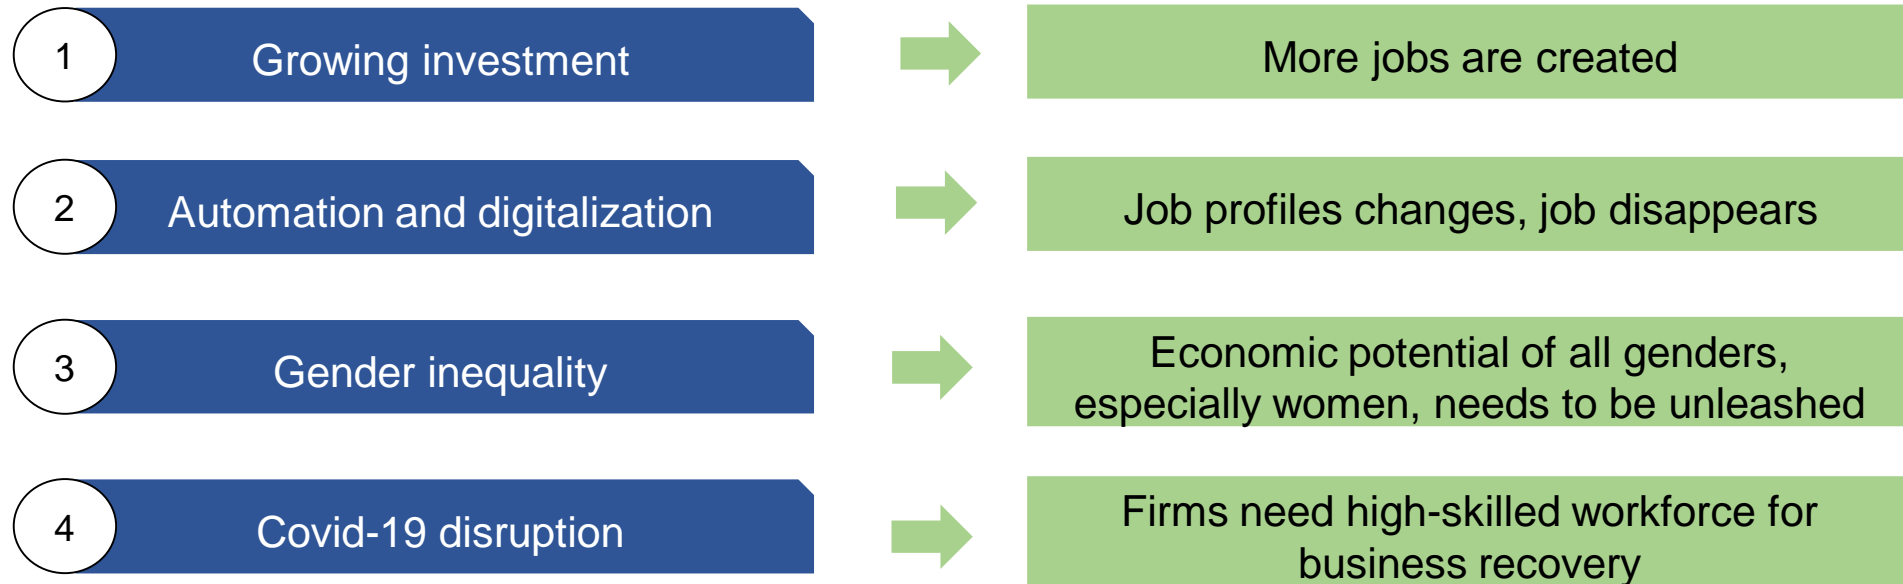 1
Growing investment
More jobs are created
2
Automation and digitalization
Job profiles changes, job disappears
3
Gender inequality
Economic potential of all genders,
especially women, needs to be unleashed
4
Covid-19 disruption
Firms need high-skilled workforce for
business recovery